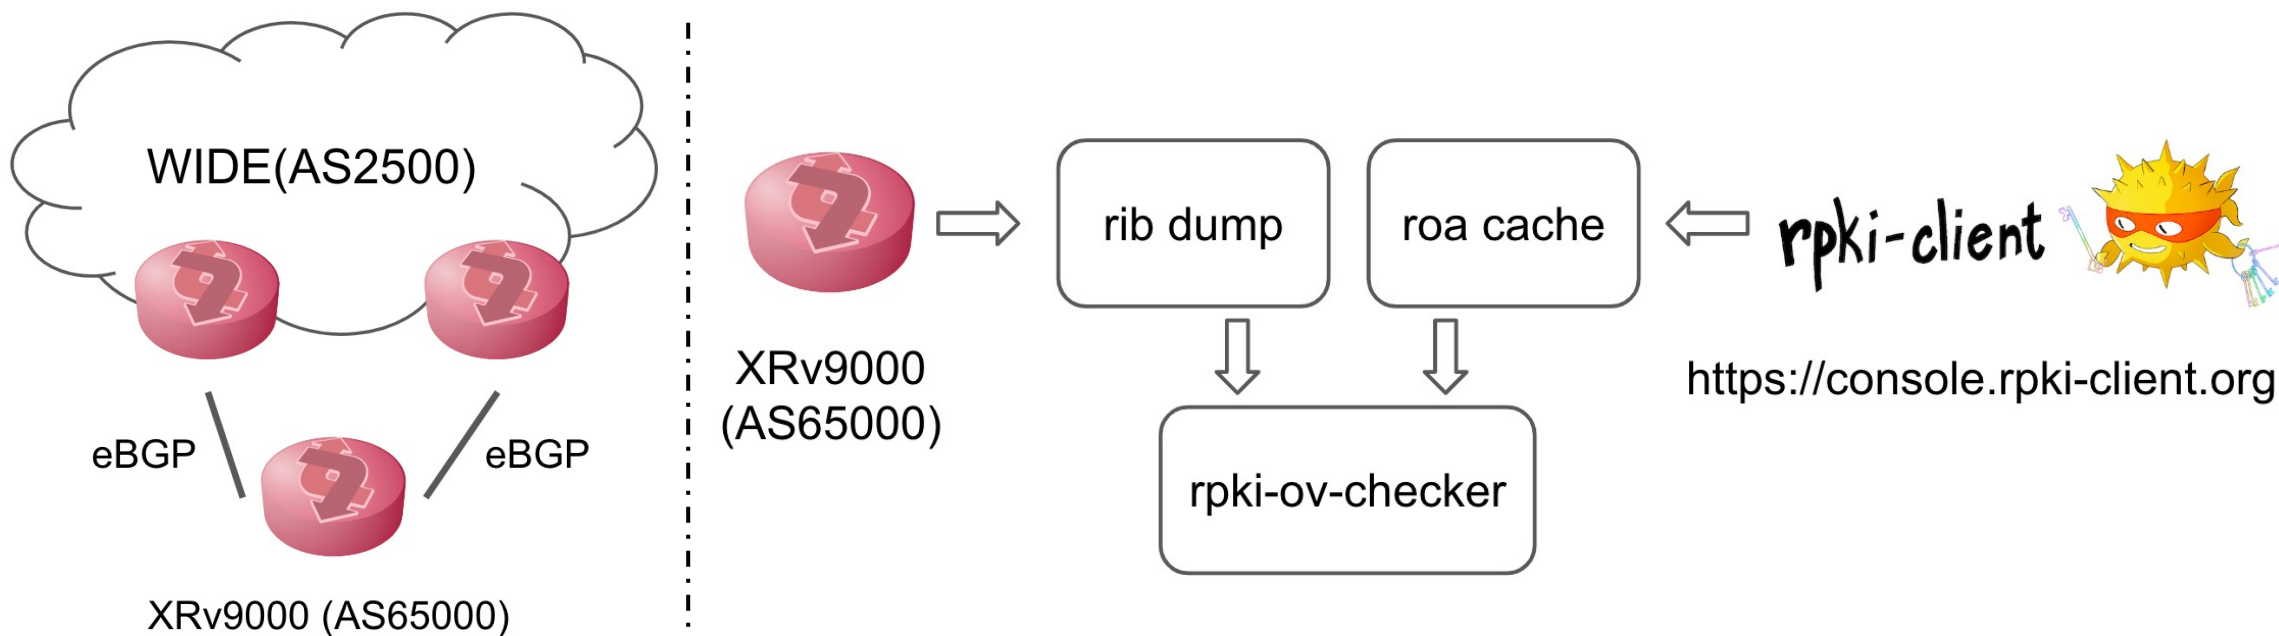 WIDE(AS2500)
eBGP
eBGP
XRv9000 (AS65000)
XRv9000
(AS65000)
rib dump
roa cache
rpki-client
https://console.rpki-client.org
rpki-ov-checker